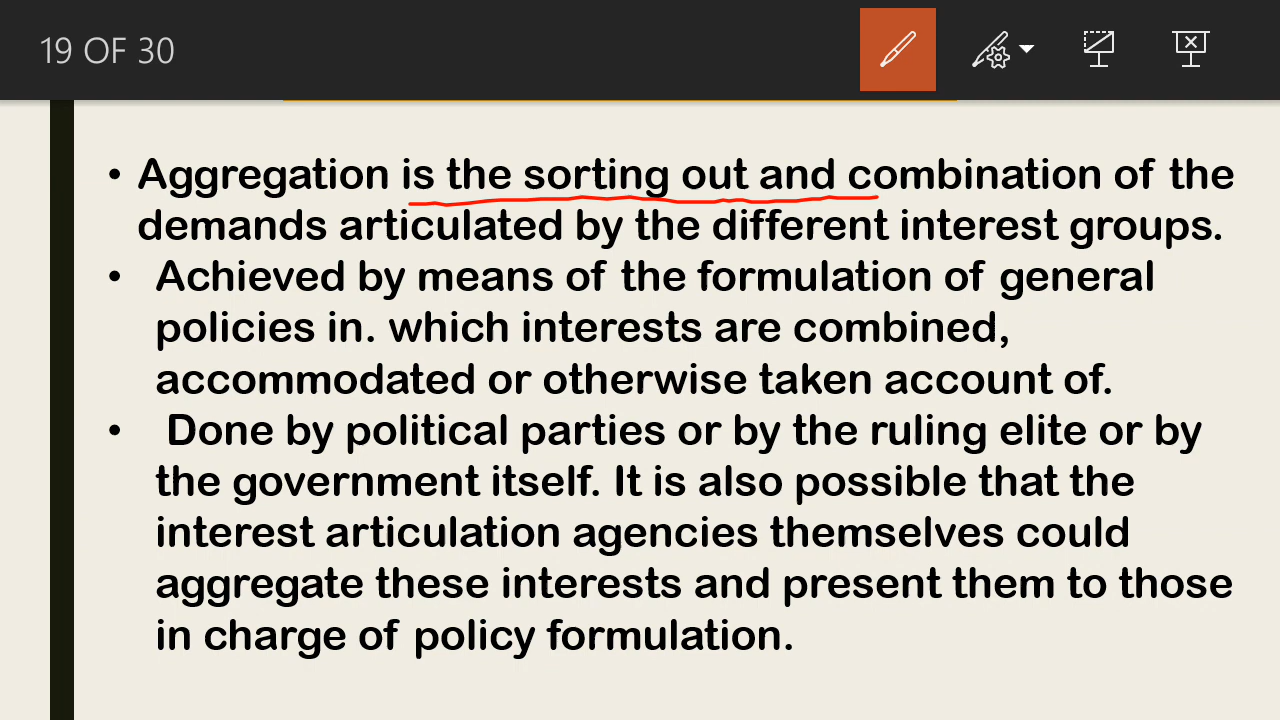 19 OF 30
• Aggregation is the sorting out and combination of the
demands articulated by the different interest groups.
• Achieved by means of the formulation of general
policies in. which interests are combined,
accommodated or otherwise taken account of.
• Done by political parties or by the ruling elite or by
the government itself. It is also possible that the
interest articulation agencies themselves could
aggregate these interests and present them to those
in charge of policy formulation.